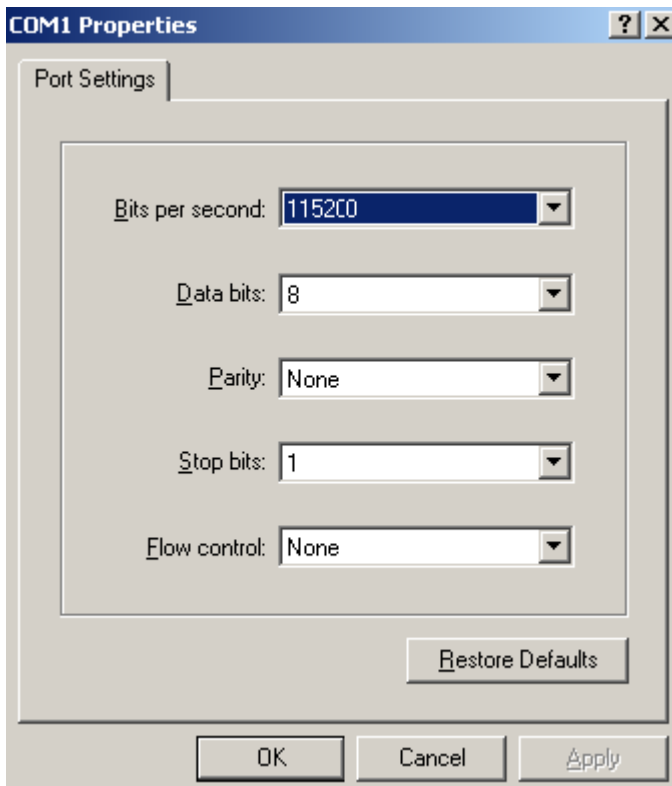 COM1 Properties
Port Settings
Bits per second: 115200
Data bits: 8
Parity: None
Stop bits: 1
Flow control: None
Restore Defaults
OK Cancel Apply